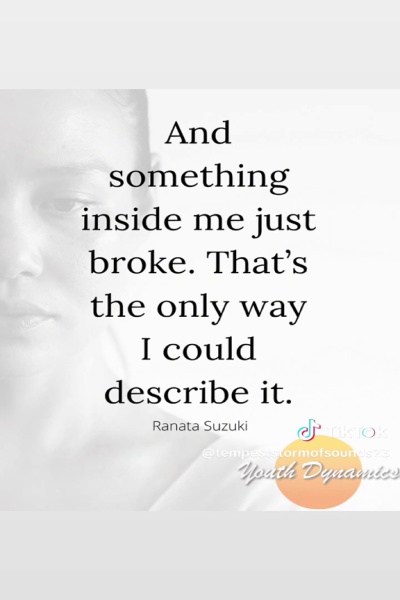 And
something
inside me just
broke. That's
the only way
I could
describe it.
Ranata Suzuki
TikTok
Youth Dynamics